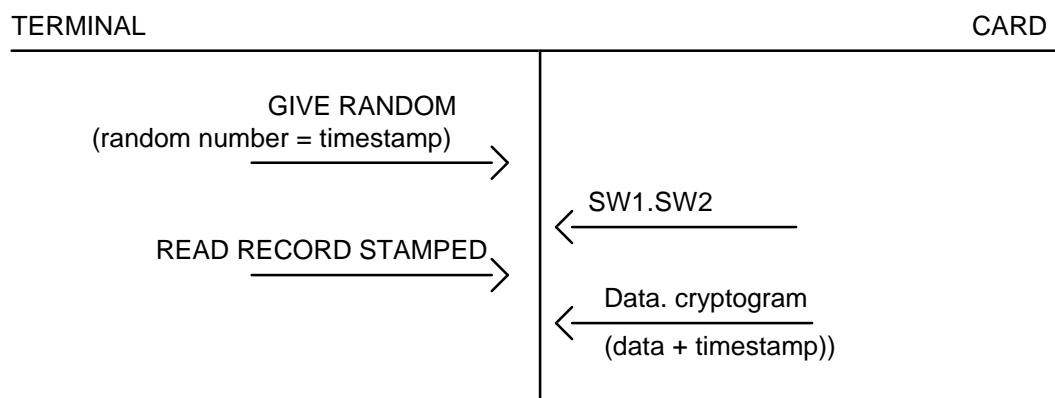 TERMINAL CARD
GIVE RANDOM
(random number = timestamp)
SW1.SW2
READ RECORD STAMPED
Data. cryptogram
(data + timestamp))